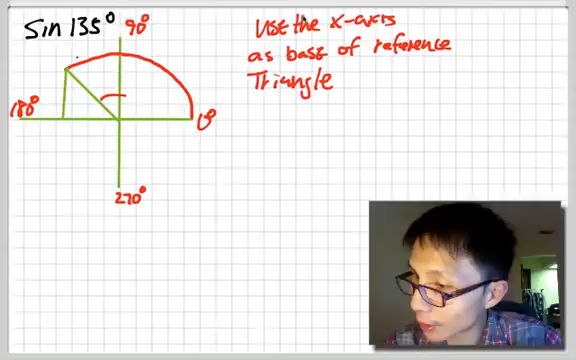 Sin 135°
90°
Use the x-axis
as base of reference
Triangle
180°
0°
270°